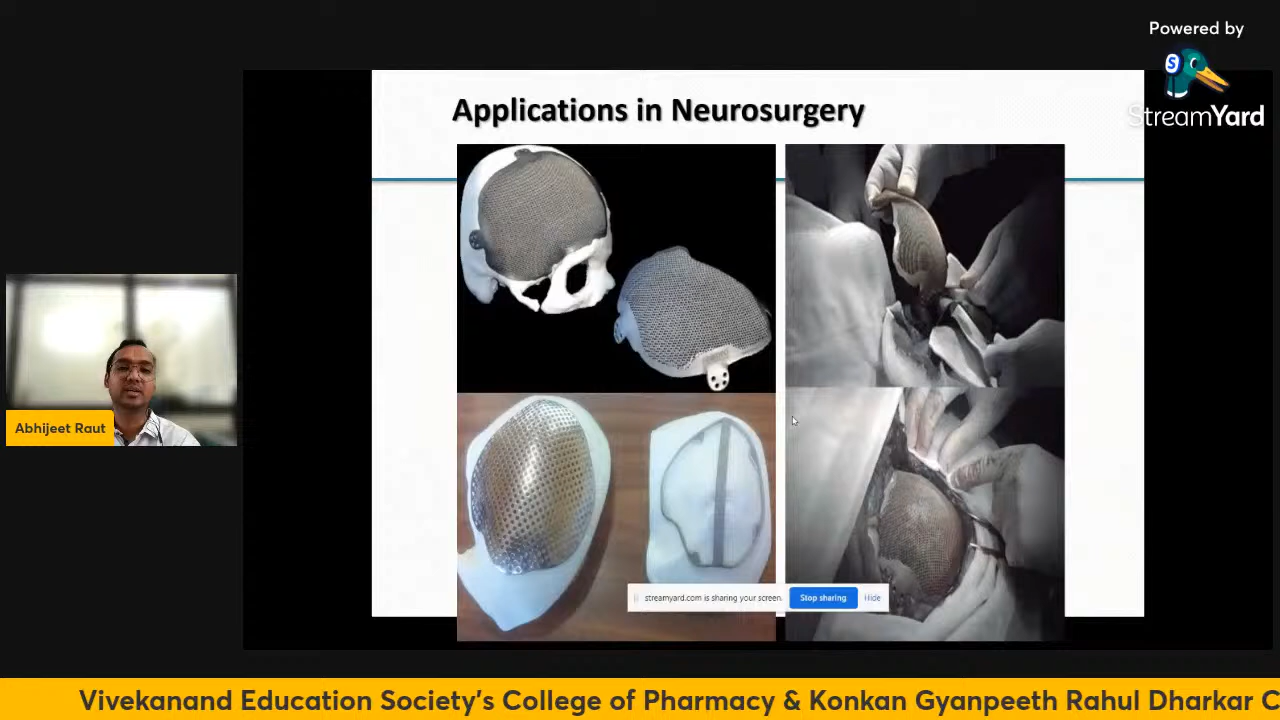 Powered by
S
StreamYard
Applications in Neurosurgery
Abhijeet Raut
streamyard.com is sharing your screen.
Stop sharing
Hide
Vivekanand Education Society's College of Pharmacy & Konkan Gyanpeeth Rahul Dharkar C